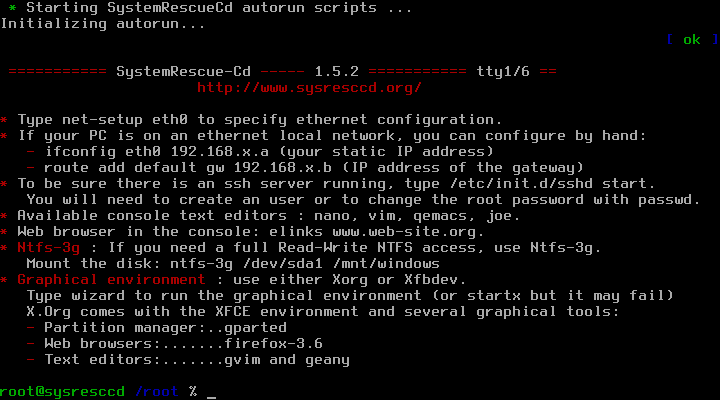 * Starting SystemRescueCd autorun scripts ...
Initializing autorun...
[ ok ]
=========== SystemRescue-Cd ----- 1.5.2 =========== tty1/6 ==
http://www.sysresccd.org/
* Type net-setup eth0 to specify ethernet configuration.
* If your PC is on an ethernet local network, you can configure by hand:
- ifconfig eth0 192.168.x.a (your static IP address)
- route add default gw 192.168.x.b (IP address of the gateway)
* To be sure there is an ssh server running, type /etc/init.d/sshd start.
You will need to create an user or to change the root password with passwd.
* Available console text editors : nano, vim, qemacs, joe.
* Web browser in the console: elinks www.web-site.org.
* Ntfs-3g : If you need a full Read-Write NTFS access, use Ntfs-3g.
Mount the disk: ntfs-3g /dev/sda1 /mnt/windows
* Graphical environment : use either Xorg or Xfbdev.
Type wizard to run the graphical environment (or startx but it may fail)
X.Org comes with the XFCE environment and several graphical tools:
- Partition manager:..gparted
- Web browsers:.......firefox-3.6
- Text editors:.......gvim and geany
root@sysresccd /root % _